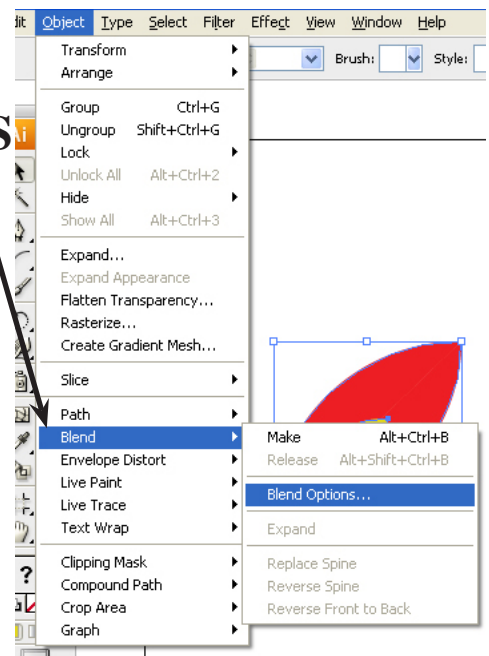 dit Object Type Select Filter Effect View Window Help
Brush: Style:
S
Ai
Transform
Arrange
Group Ctrl+G
Ungroup Shift+Ctrl+G
Lock
Unlock All Alt+Ctrl+2
Hide
Show All Alt+Ctrl+3
Expand...
Expand Appearance
Flatten Transparency...
Rasterize...
Create Gradient Mesh...
Slice
Path
Blend
Envelope Distort
Live Paint
Live Trace
Text Wrap
Clipping Mask
Compound Path
Crop Area
Graph
Make Alt+Ctrl+B
Release Alt+Shift+Ctrl+B
Blend Options...
Expand
Replace Spine
Reverse Spine
Reverse Front to Back
?